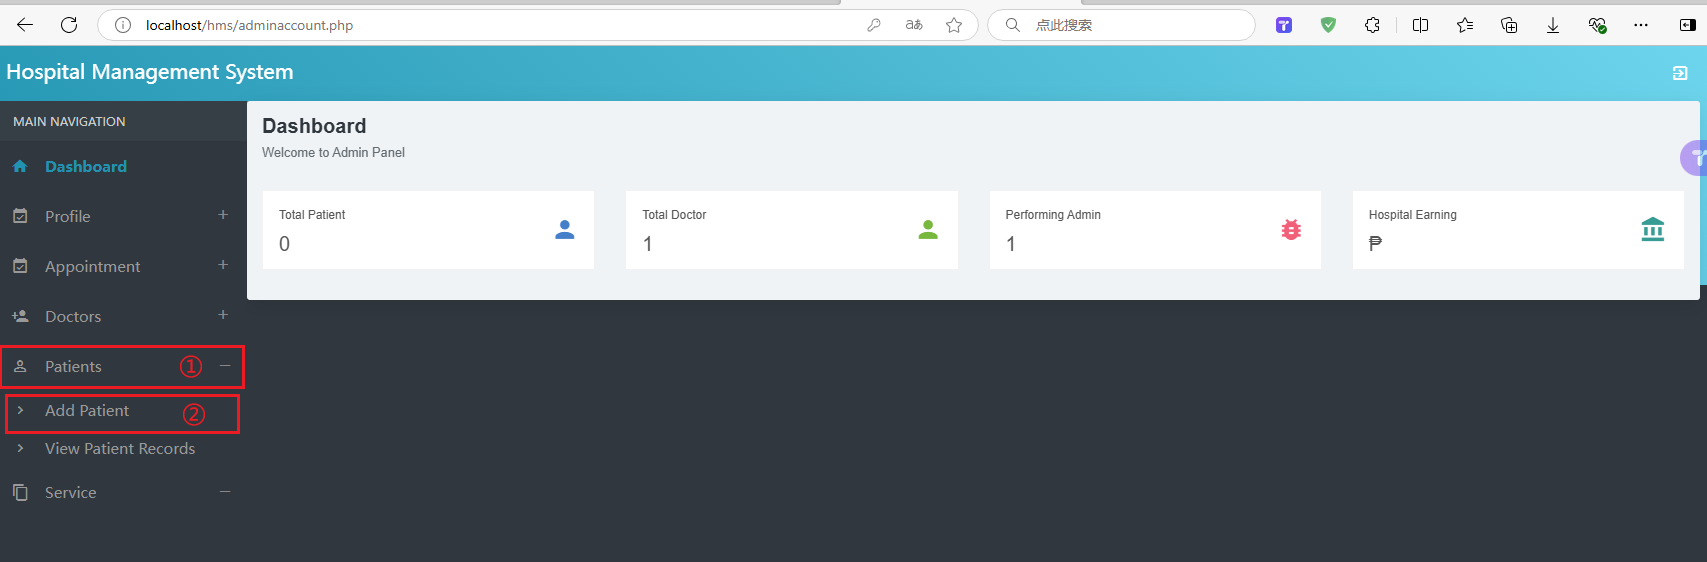 localhost/hms/adminaccount.php
aあ
点此搜索
Hospital Management System
MAIN NAVIGATION
Dashboard
Profile +
Appointment +
Doctors +
Patients ① −
Add Patient ②
View Patient Records
Service −
Dashboard
Welcome to Admin Panel
Total Patient
0
Total Doctor
1
Performing Admin
1
Hospital Earning
₱